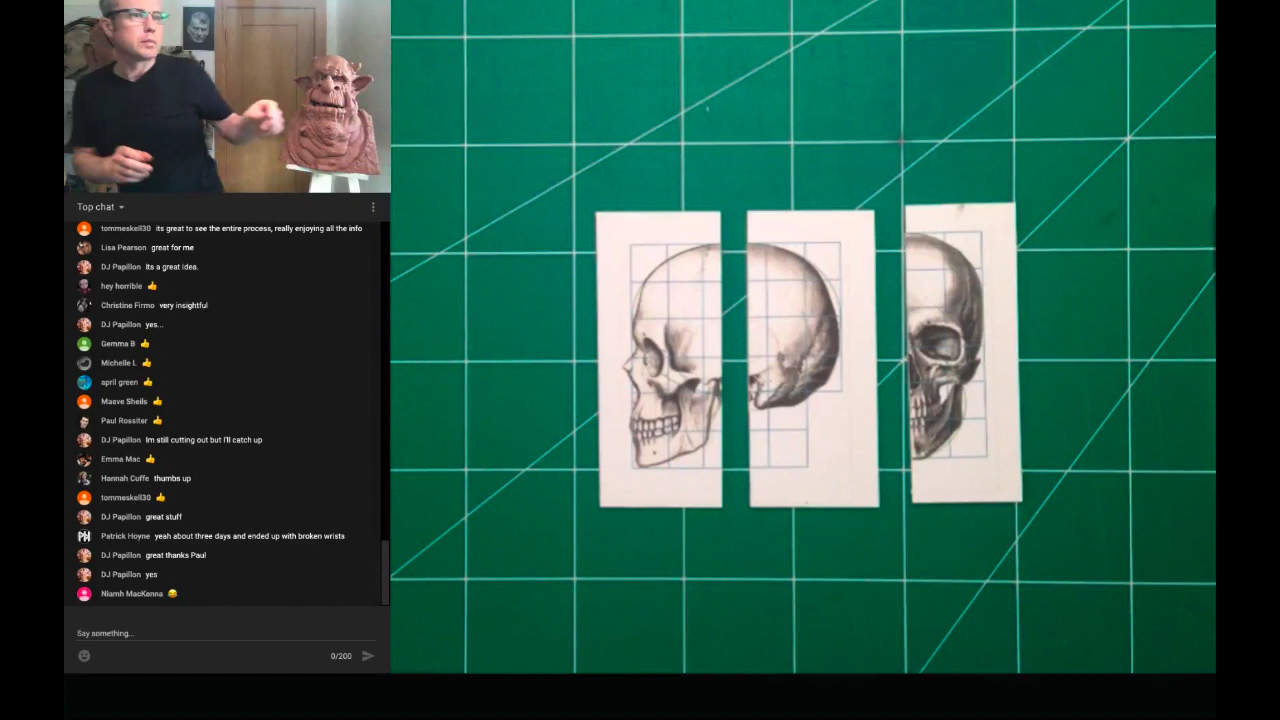 Top chat
tommeskell30 its great to see the entire process, really enjoying all the info
Lisa Pearson great for me
DJ Papillon its a great idea.
hey horrible 👍
Christine Firmo very insightful
DJ Papillon yes...
Gemma B 👍
Michelle L 👍
april green 👍
Maeve Sheils 👍
Paul Rossiter 👍
DJ Papillon Im still cutting out but I'll catch up
Emma Mac 👍
Hannah Cuffe thumbs up
tommeskell30 👍
DJ Papillon great stuff
PH Patrick Hoyne yeah about three days and ended up with broken wrists
DJ Papillon great thanks Paul
DJ Papillon yes
Niamh MacKenna 😂
Say something...
0/200